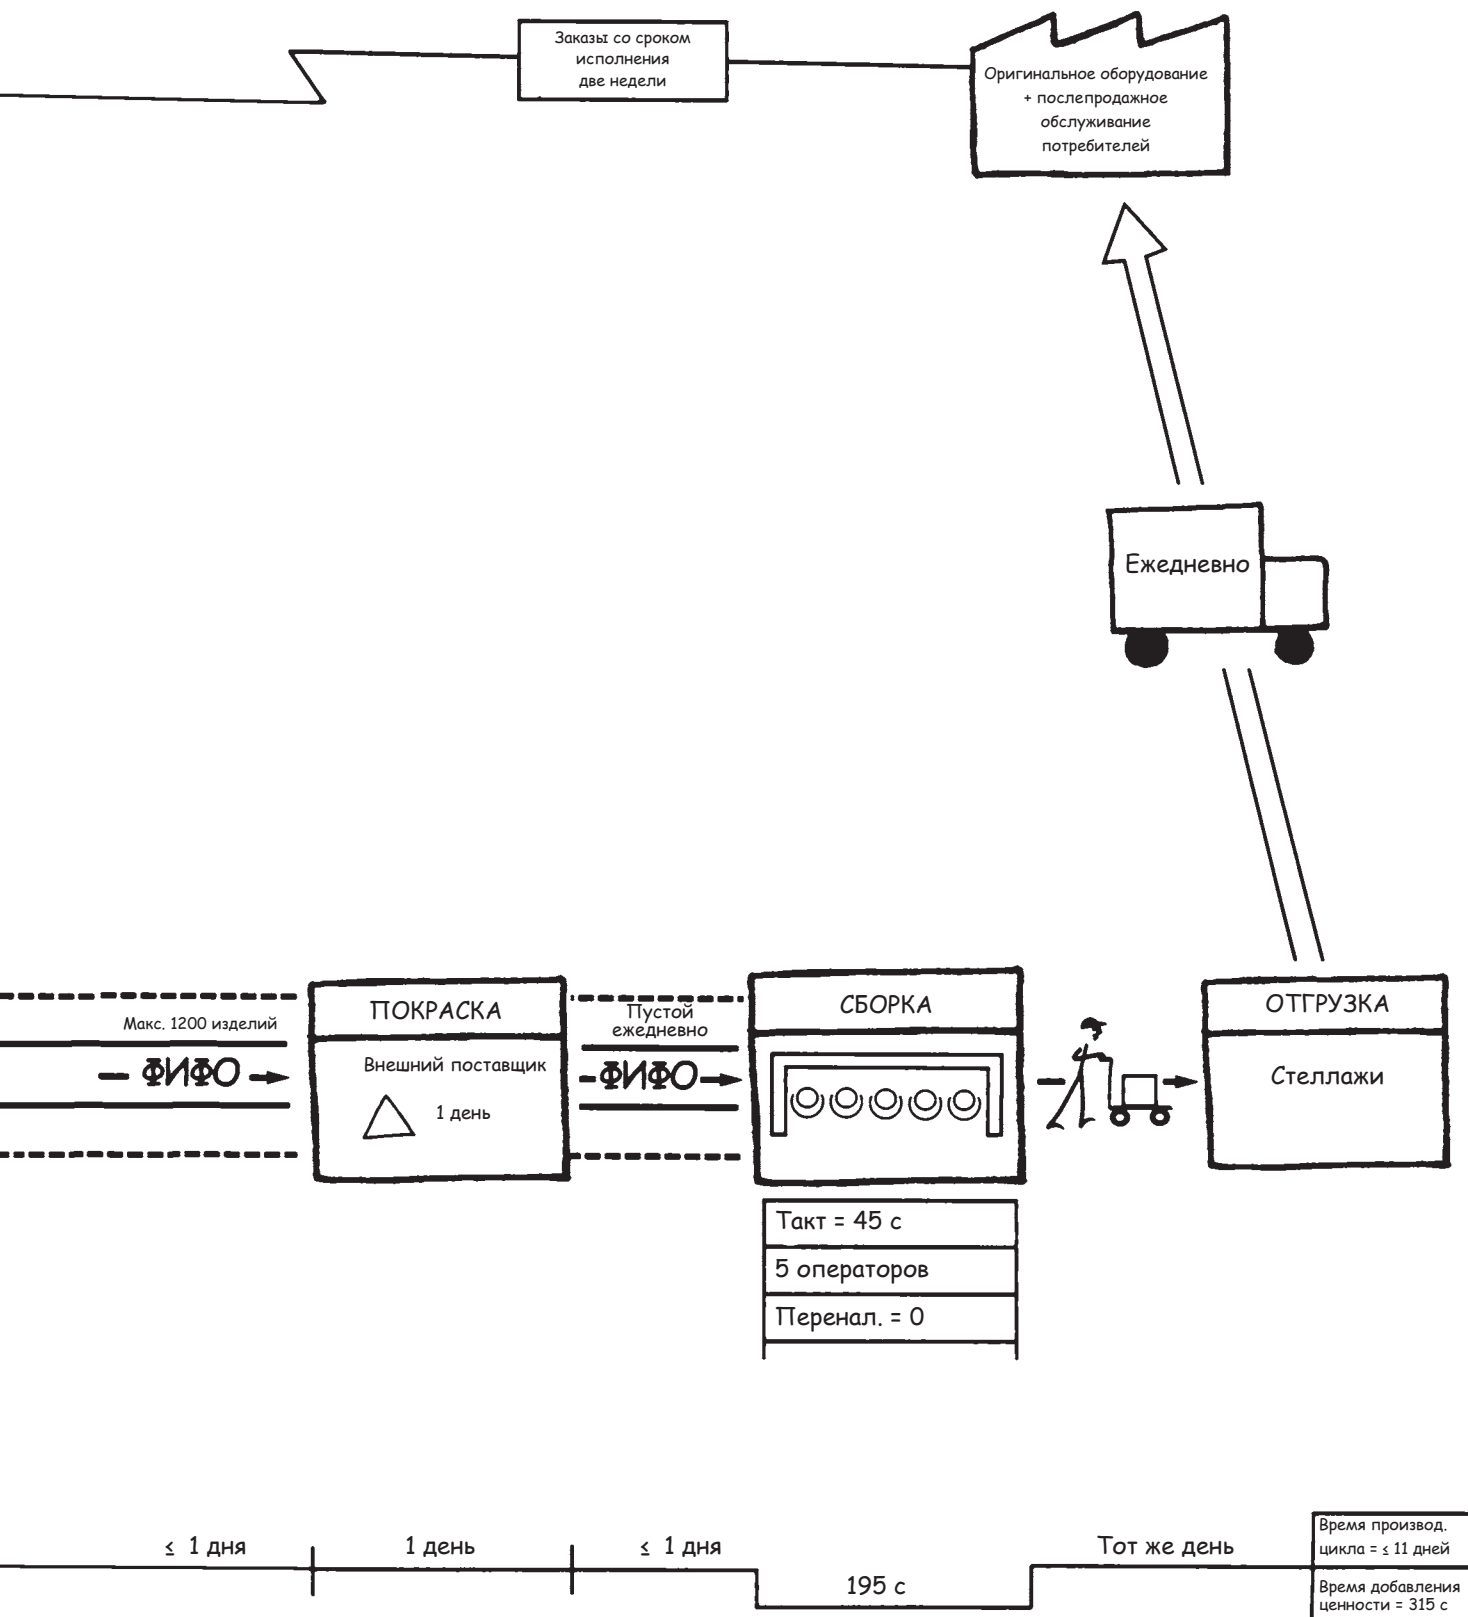 Заказы со сроком
исполнения
две недели
Оригинальное оборудование
+ послепродажное
обслуживание
потребителей
Ежедневно
Макс. 1200 изделий
ФИФО
ПОКРАСКА
Внешний поставщик
1 день
Пустой
ежедневно
ФИФО
СБОРКА
ОТГРУЗКА
Стеллажи
Такт = 45 с
5 операторов
Перенал. = 0
≤ 1 дня
1 день
≤ 1 дня
195 с
Тот же день
Время производ.
цикла = ≤ 11 дней
Время добавления
ценности = 315 с